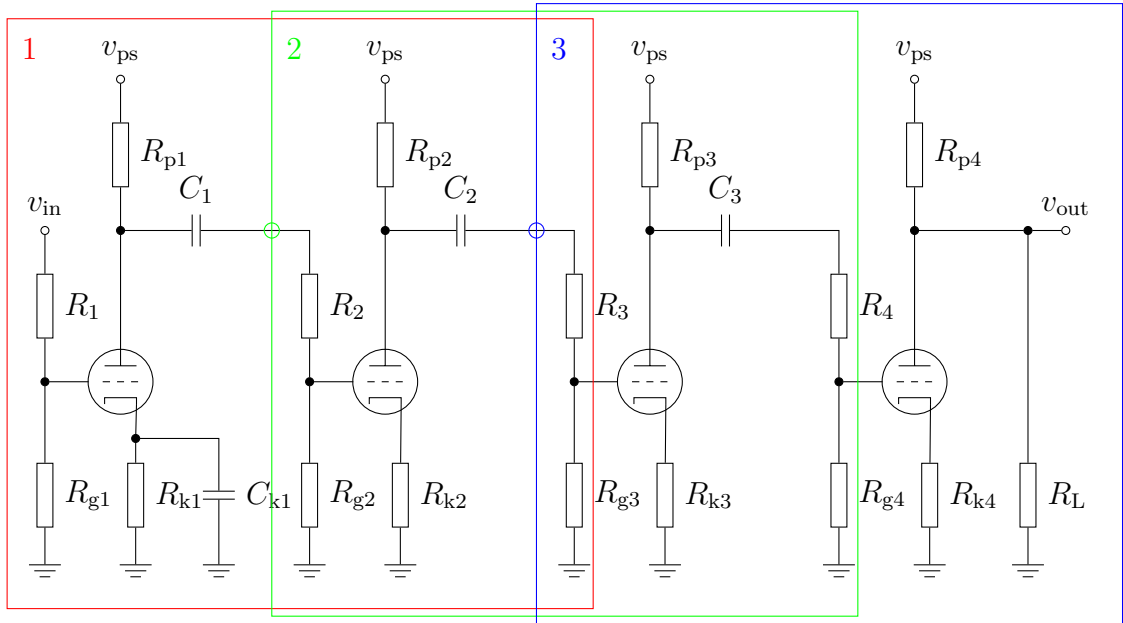 1
2
3
v_ps
v_ps
v_ps
v_ps
R_p1
R_p2
R_p3
R_p4
C_1
C_2
C_3
v_in
v_out
R_1
R_2
R_3
R_4
R_g1
R_k1
C_k1
R_g2
R_k2
R_g3
R_k3
R_g4
R_k4
R_L